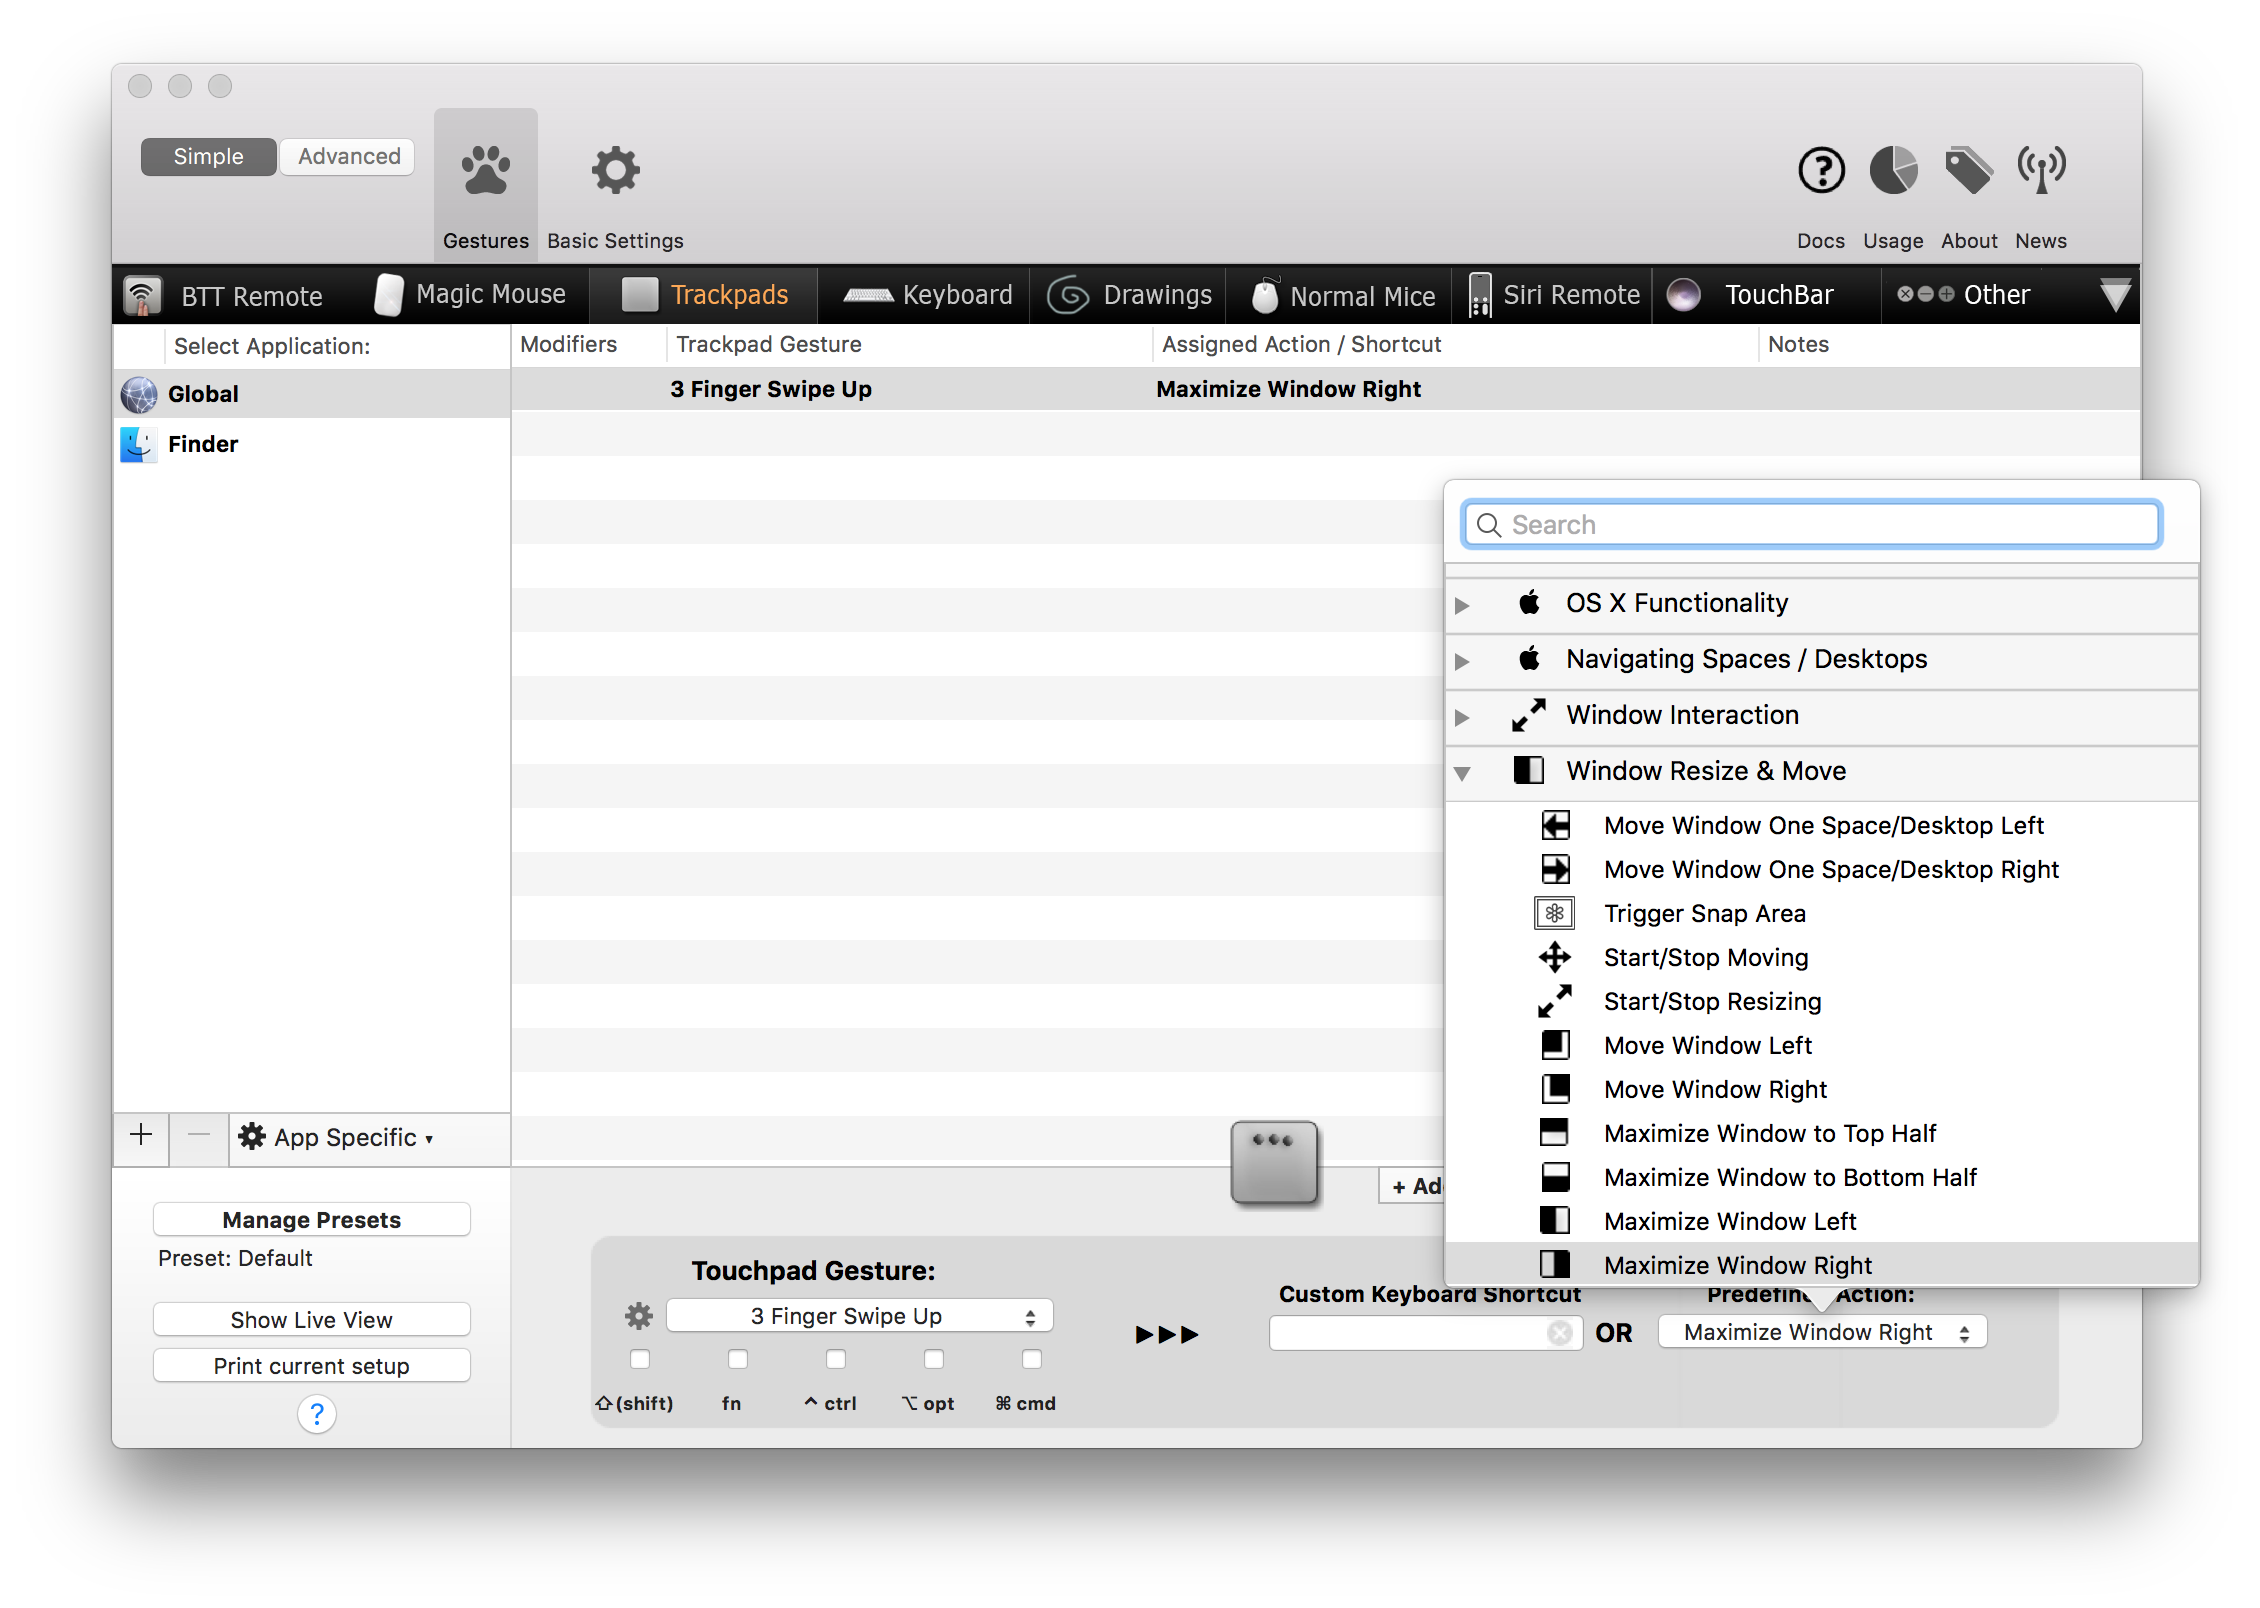 Simple
Advanced
Gestures
Basic Settings
Docs
Usage
About
News
BTT Remote
Magic Mouse
Trackpads
Keyboard
Drawings
Normal Mice
Siri Remote
TouchBar
Other
Select Application:
Modifiers
Trackpad Gesture
Assigned Action / Shortcut
Notes
Global
3 Finger Swipe Up
Maximize Window Right
Finder
Search
OS X Functionality
Navigating Spaces / Desktops
Window Interaction
Window Resize & Move
Move Window One Space/Desktop Left
Move Window One Space/Desktop Right
Trigger Snap Area
Start/Stop Moving
Start/Stop Resizing
Move Window Left
Move Window Right
Maximize Window to Top Half
Maximize Window to Bottom Half
Maximize Window Left
Maximize Window Right
App Specific
Manage Presets
Preset: Default
Show Live View
Print current setup
?
Touchpad Gesture:
3 Finger Swipe Up
⇧(shift)
fn
^ ctrl
⌥ opt
⌘ cmd
Custom Keyboard Shortcut
OR
Action:
Maximize Window Right